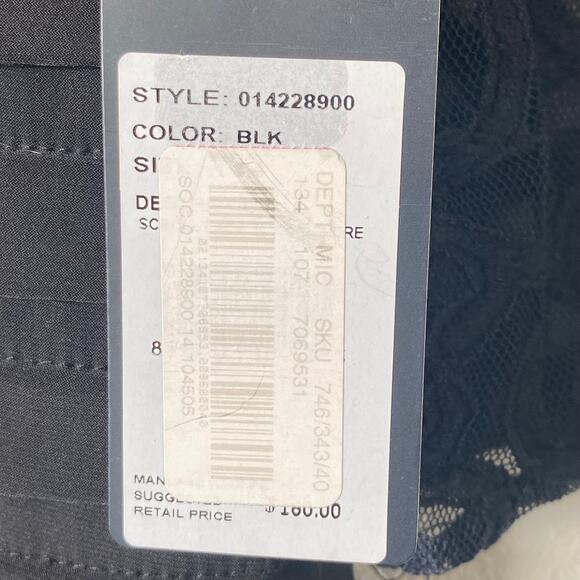 STYLE: 014228900
COLOR: BLK
SI
DE
SC RE
8
MAN
SUGGESTED
RETAIL PRICE
DEPT MIC SKU 746/343/40
134 107 7069531
SOC 014228900 14 104505